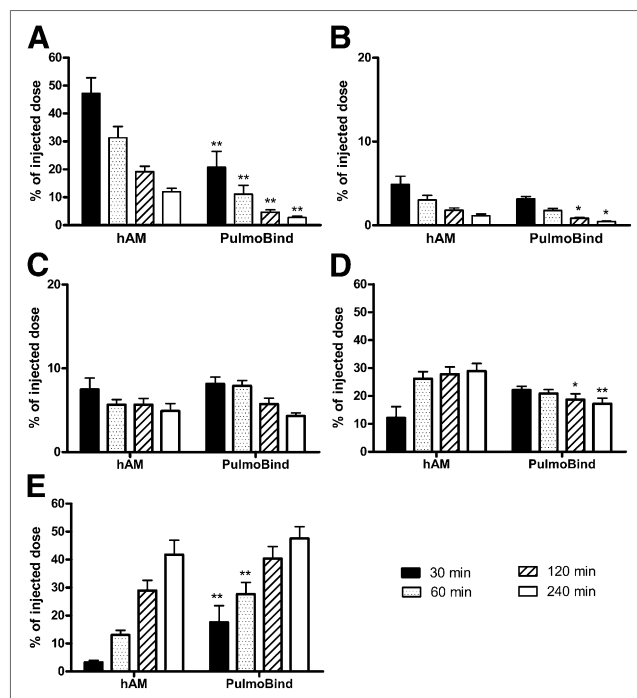 A
B
60
50
40
30
20
10
0
% of injected dose
**
**
**
**
hAM
PulmoBind
20
10
0
% of injected dose
*
*
hAM
PulmoBind
C
D
20
10
0
% of injected dose
hAM
PulmoBind
60
50
40
30
20
10
0
% of injected dose
*
**
hAM
PulmoBind
E
60
50
40
30
20
10
0
% of injected dose
**
**
hAM
PulmoBind
30 min
120 min
60 min
240 min